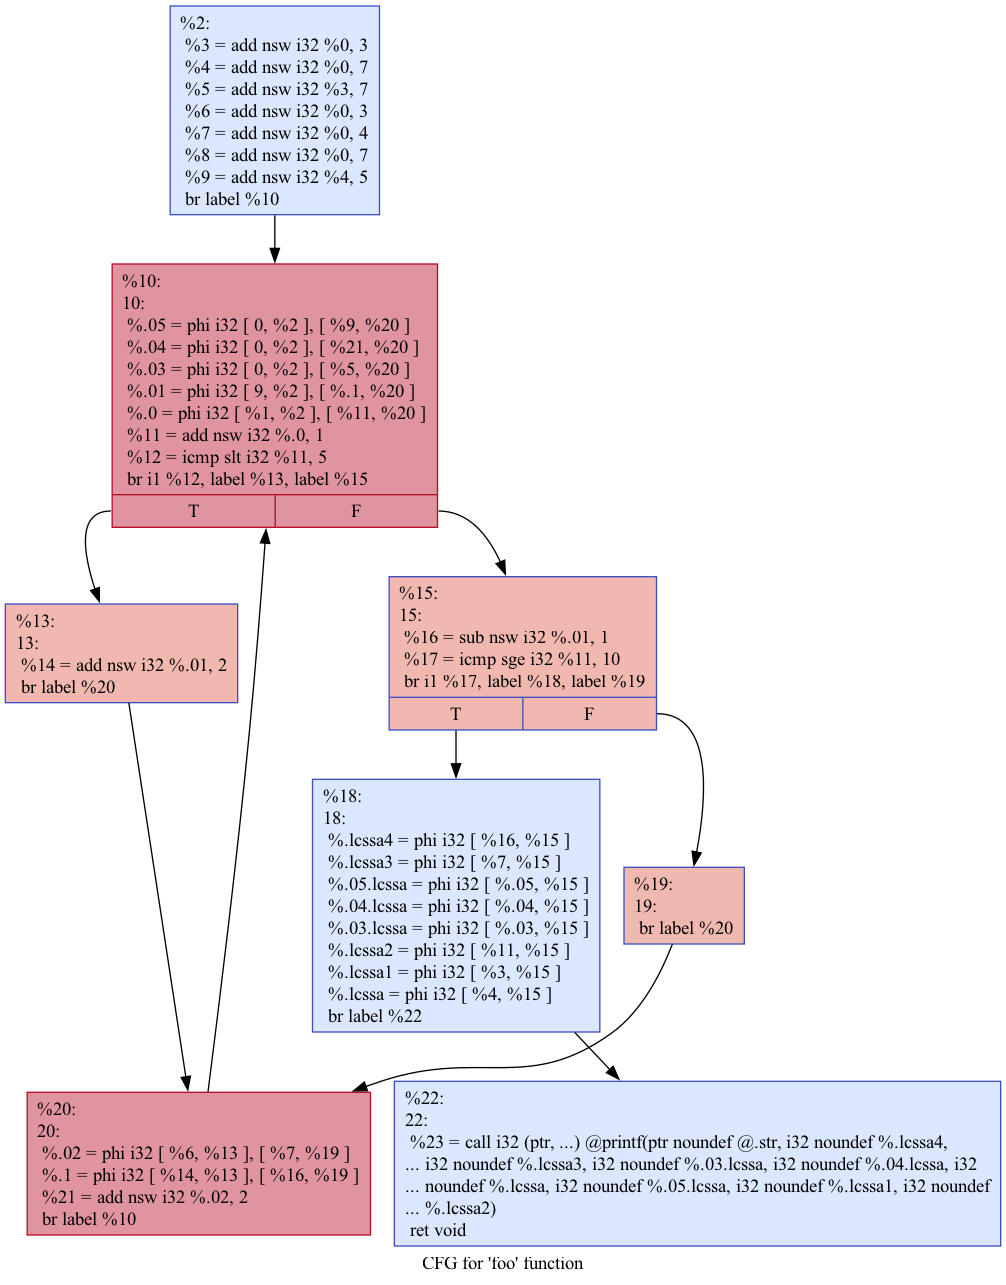 %2:
%3 = add nsw i32 %0, 3
%4 = add nsw i32 %0, 7
%5 = add nsw i32 %3, 7
%6 = add nsw i32 %0, 3
%7 = add nsw i32 %0, 4
%8 = add nsw i32 %0, 7
%9 = add nsw i32 %4, 5
br label %10
%10:
10:
%.05 = phi i32 [ 0, %2 ], [ %9, %20 ]
%.04 = phi i32 [ 0, %2 ], [ %21, %20 ]
%.03 = phi i32 [ 0, %2 ], [ %5, %20 ]
%.01 = phi i32 [ 9, %2 ], [ %.1, %20 ]
%.0 = phi i32 [ %1, %2 ], [ %11, %20 ]
%11 = add nsw i32 %.0, 1
%12 = icmp slt i32 %11, 5
br i1 %12, label %13, label %15
T
F
%13:
13:
%14 = add nsw i32 %.01, 2
br label %20
%15:
15:
%16 = sub nsw i32 %.01, 1
%17 = icmp sge i32 %11, 10
br i1 %17, label %18, label %19
T
F
%18:
18:
%.lcssa4 = phi i32 [ %16, %15 ]
%.lcssa3 = phi i32 [ %7, %15 ]
%.05.lcssa = phi i32 [ %.05, %15 ]
%.04.lcssa = phi i32 [ %.04, %15 ]
%.03.lcssa = phi i32 [ %.03, %15 ]
%.lcssa2 = phi i32 [ %11, %15 ]
%.lcssa1 = phi i32 [ %3, %15 ]
%.lcssa = phi i32 [ %4, %15 ]
br label %22
%19:
19:
br label %20
%20:
20:
%.02 = phi i32 [ %6, %13 ], [ %7, %19 ]
%.1 = phi i32 [ %14, %13 ], [ %16, %19 ]
%21 = add nsw i32 %.02, 2
br label %10
%22:
22:
%23 = call i32 (ptr, ...) @printf(ptr noundef @.str, i32 noundef %.lcssa4,
... i32 noundef %.lcssa3, i32 noundef %.03.lcssa, i32 noundef %.04.lcssa, i32
... noundef %.lcssa, i32 noundef %.05.lcssa, i32 noundef %.lcssa1, i32 noundef
... %.lcssa2)
ret void
CFG for 'foo' function